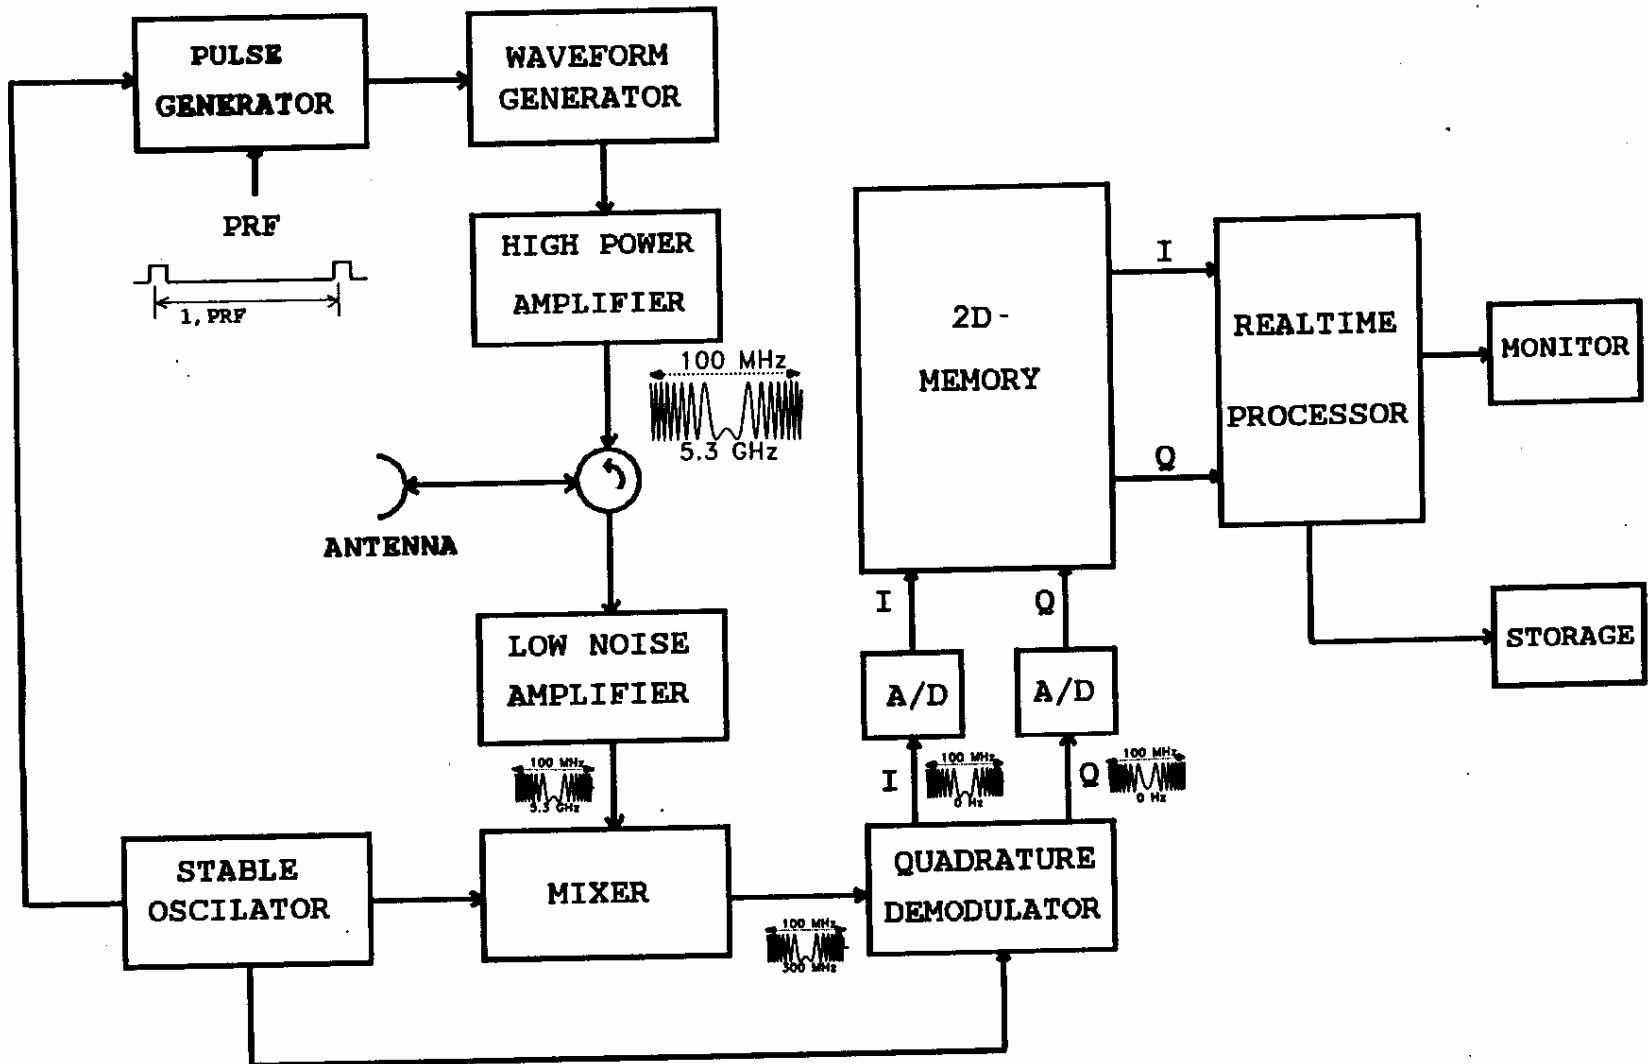 PULSE
GENERATOR
WAVEFORM
GENERATOR
PRF
1, PRF
HIGH POWER
AMPLIFIER
100 MHz
5.3 GHz
ANTENNA
LOW NOISE
AMPLIFIER
100 MHz
5.3 GHz
STABLE
OSCILATOR
MIXER
100 MHz
300 MHz
QUADRATURE
DEMODULATOR
I
100 MHz
0 Hz
Q
100 MHz
0 Hz
A/D
A/D
I
Q
2D-
MEMORY
I
Q
REALTIME
PROCESSOR
MONITOR
STORAGE